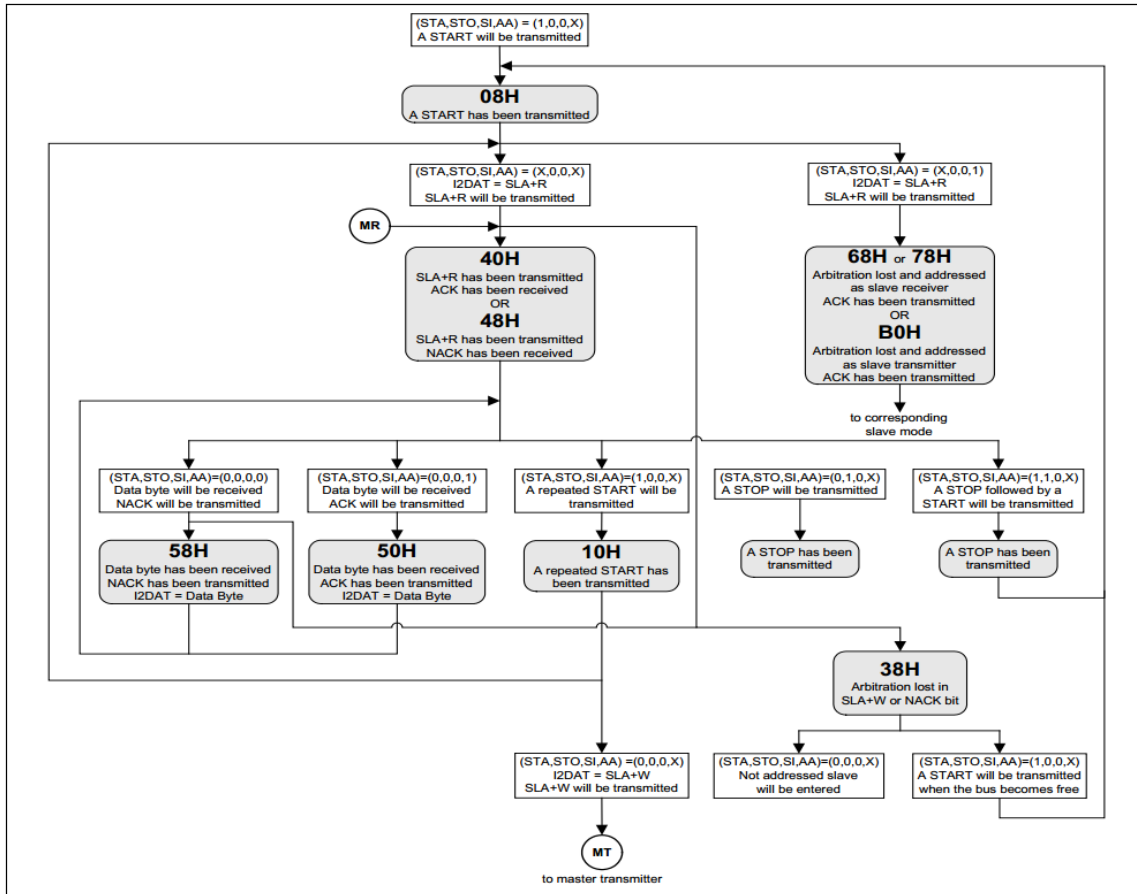 (STA,STO,SI,AA) = (1,0,0,X)
A START will be transmitted
08H
A START has been transmitted
(STA,STO,SI,AA) = (X,0,0,X)
I2DAT = SLA+R
SLA+R will be transmitted
(STA,STO,SI,AA) = (X,0,0,1)
I2DAT = SLA+R
SLA+R will be transmitted
MR
40H
SLA+R has been transmitted
ACK has been received
OR
48H
SLA+R has been transmitted
NACK has been received
68H or 78H
Arbitration lost and addressed
as slave receiver
ACK has been transmitted
OR
B0H
Arbitration lost and addressed
as slave transmitter
ACK has been transmitted
to corresponding
slave mode
(STA,STO,SI,AA)=(0,0,0,0)
Data byte will be received
NACK will be transmitted
(STA,STO,SI,AA)=(0,0,0,1)
Data byte will be received
ACK will be transmitted
(STA,STO,SI,AA)=(1,0,0,X)
A repeated START will be
transmitted
(STA,STO,SI,AA)=(0,1,0,X)
A STOP will be transmitted
(STA,STO,SI,AA)=(1,1,0,X)
A STOP followed by a
START will be transmitted
58H
Data byte has been received
NACK has been transmitted
I2DAT = Data Byte
50H
Data byte has been received
ACK has been transmitted
I2DAT = Data Byte
10H
A repeated START has
been transmitted
A STOP has been
transmitted
A STOP has been
transmitted
38H
Arbitration lost in
SLA+W or NACK bit
(STA,STO,SI,AA) =(0,0,0,X)
I2DAT = SLA+W
SLA+W will be transmitted
(STA,STO,SI,AA)=(0,0,0,X)
Not addressed slave
will be entered
(STA,STO,SI,AA)=(1,0,0,X)
A START will be transmitted
when the bus becomes free
MT
to master transmitter